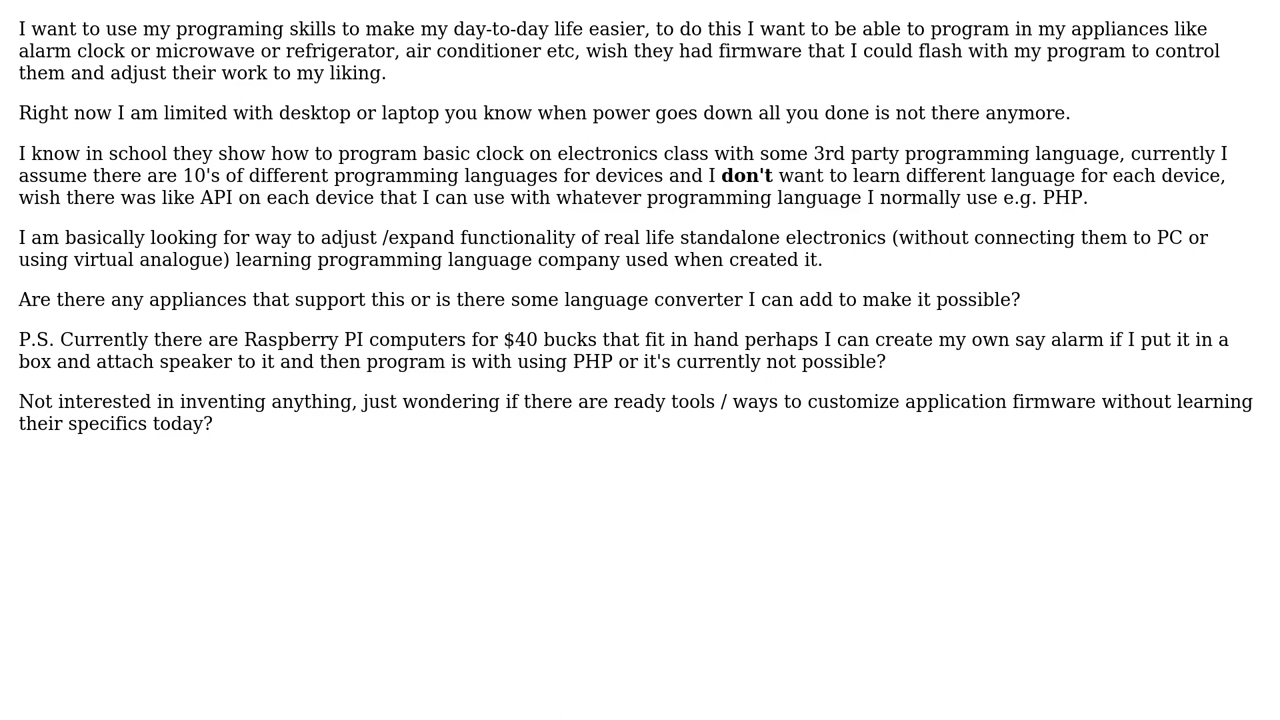 I want to use my programing skills to make my day-to-day life easier, to do this I want to be able to program in my appliances like
alarm clock or microwave or refrigerator, air conditioner etc, wish they had firmware that I could flash with my program to control
them and adjust their work to my liking.
Right now I am limited with desktop or laptop you know when power goes down all you done is not there anymore.
I know in school they show how to program basic clock on electronics class with some 3rd party programming language, currently I
assume there are 10's of different programming languages for devices and I don't want to learn different language for each device,
wish there was like API on each device that I can use with whatever programming language I normally use e.g. PHP.
I am basically looking for way to adjust /expand functionality of real life standalone electronics (without connecting them to PC or
using virtual analogue) learning programming language company used when created it.
Are there any appliances that support this or is there some language converter I can add to make it possible?
P.S. Currently there are Raspberry PI computers for $40 bucks that fit in hand perhaps I can create my own say alarm if I put it in a
box and attach speaker to it and then program is with using PHP or it's currently not possible?
Not interested in inventing anything, just wondering if there are ready tools / ways to customize application firmware without learning
their specifics today?